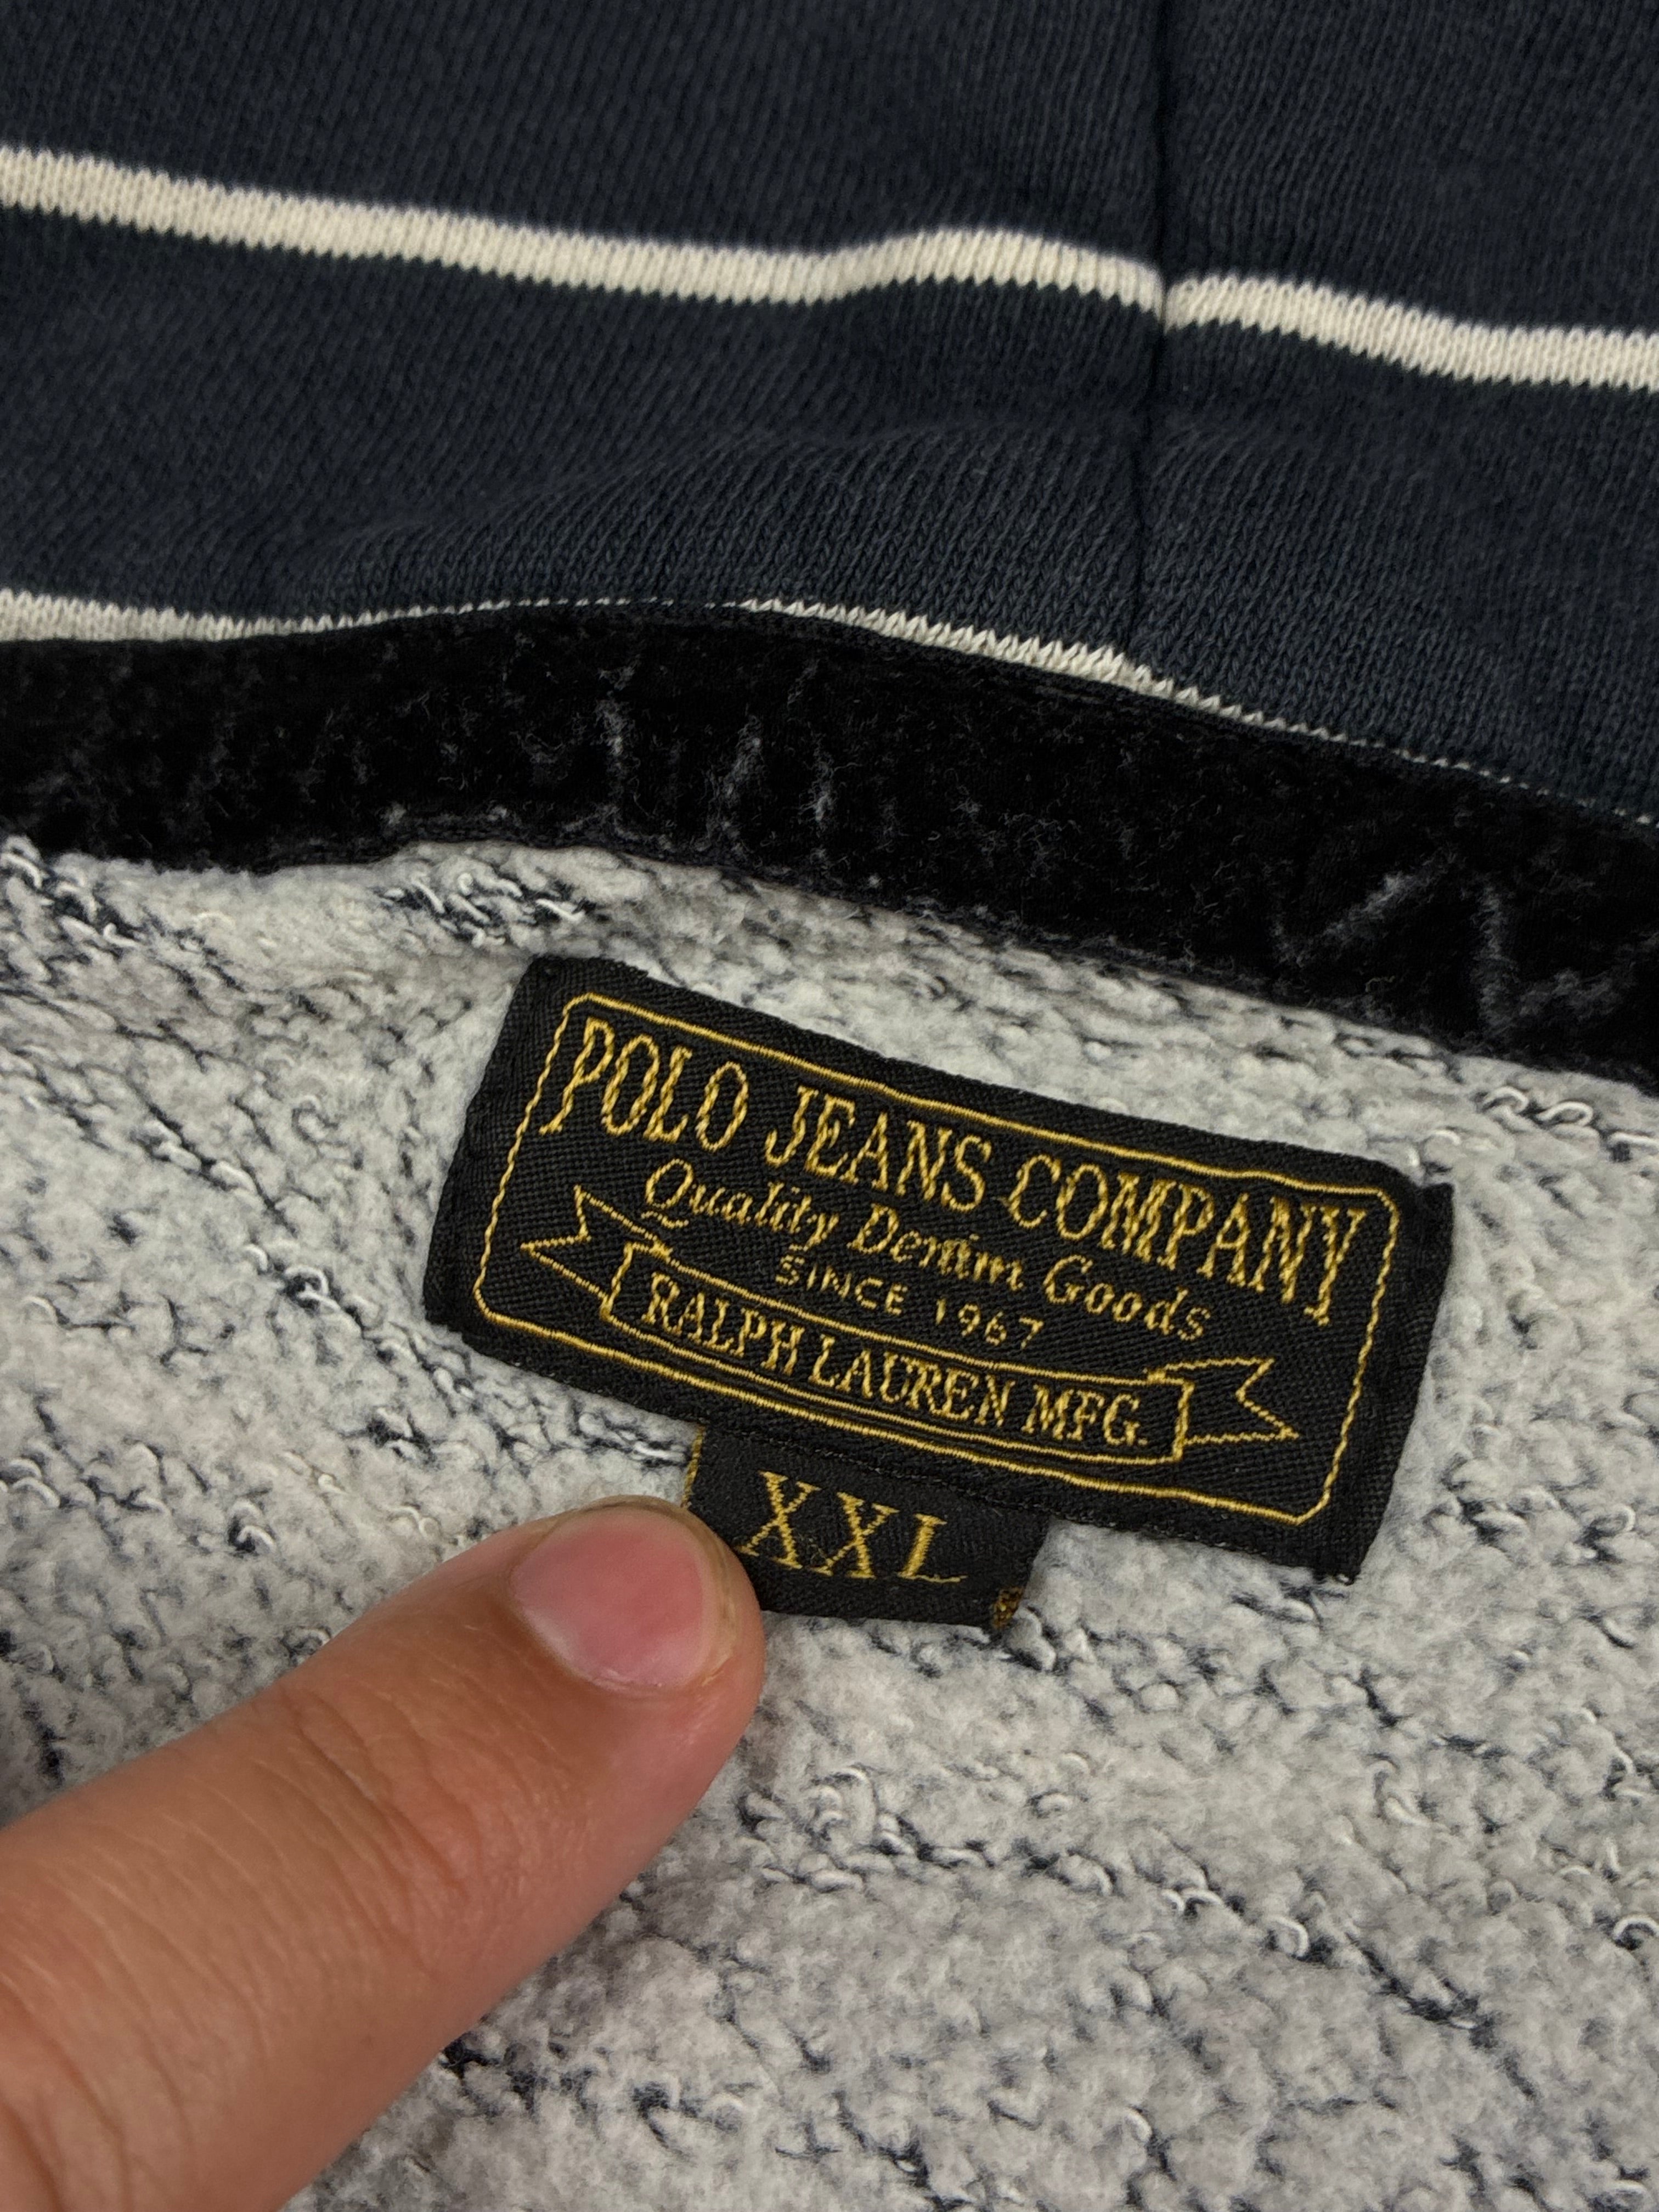 POLO JEANS COMPANY
Quality Denim Goods
SINCE 1967
RALPH LAUREN MFG.
XXL